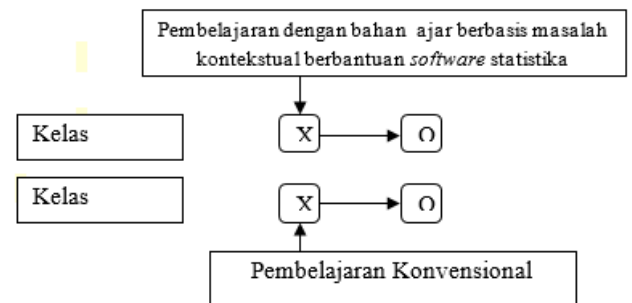 Pembelajaran dengan bahan ajar berbasis masalah
kontekstual berbantuan software statistika
Kelas X O
Kelas X O
Pembelajaran Konvensional